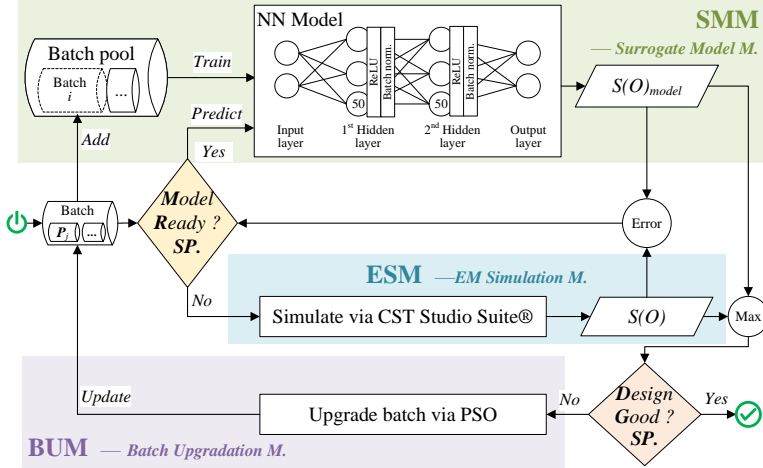 SMM
— Surrogate Model M.
NN Model
Batch pool
Batch
i
...
Train
Predict
Yes
Add
ReLU
Batch norm.
ReLU
Batch norm.
50
50
Input
layer
1st Hidden
layer
2nd Hidden
layer
Output
layer
S(O)model
Batch
Pj
...
Model
Ready ?
SP.
Error
No
ESM —EM Simulation M.
Simulate via CST Studio Suite®
S(O)
Max
Update
Upgrade batch via PSO
No
Design
Good ?
SP.
Yes
BUM — Batch Upgradation M.